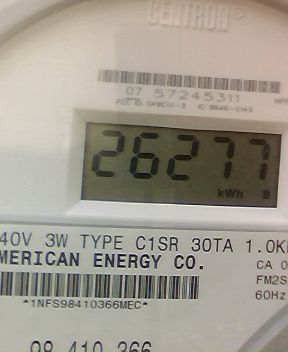 CENTRON®
07 57245311
26277
kWh
40V 3W TYPE C1SR 30TA 1.0K
MERICAN ENERGY CO.
CA 0
FM2S
60Hz
*1NFS98410366MEC*
98 410 366